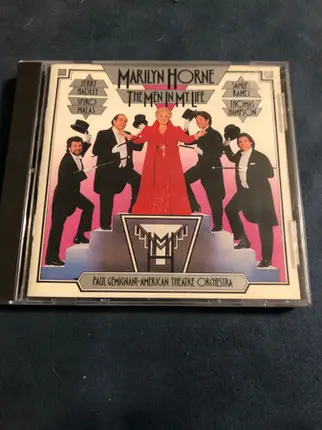 MARILYN HORNE
THE MEN IN MY LIFE
JERRY
HADLEY
SPIRO
MALAS
SAMUEL
RAMEY
THOMAS
HAMPSON
MH
PAUL GEMIGNANI·AMERICAN THEATRE ORCHESTRA